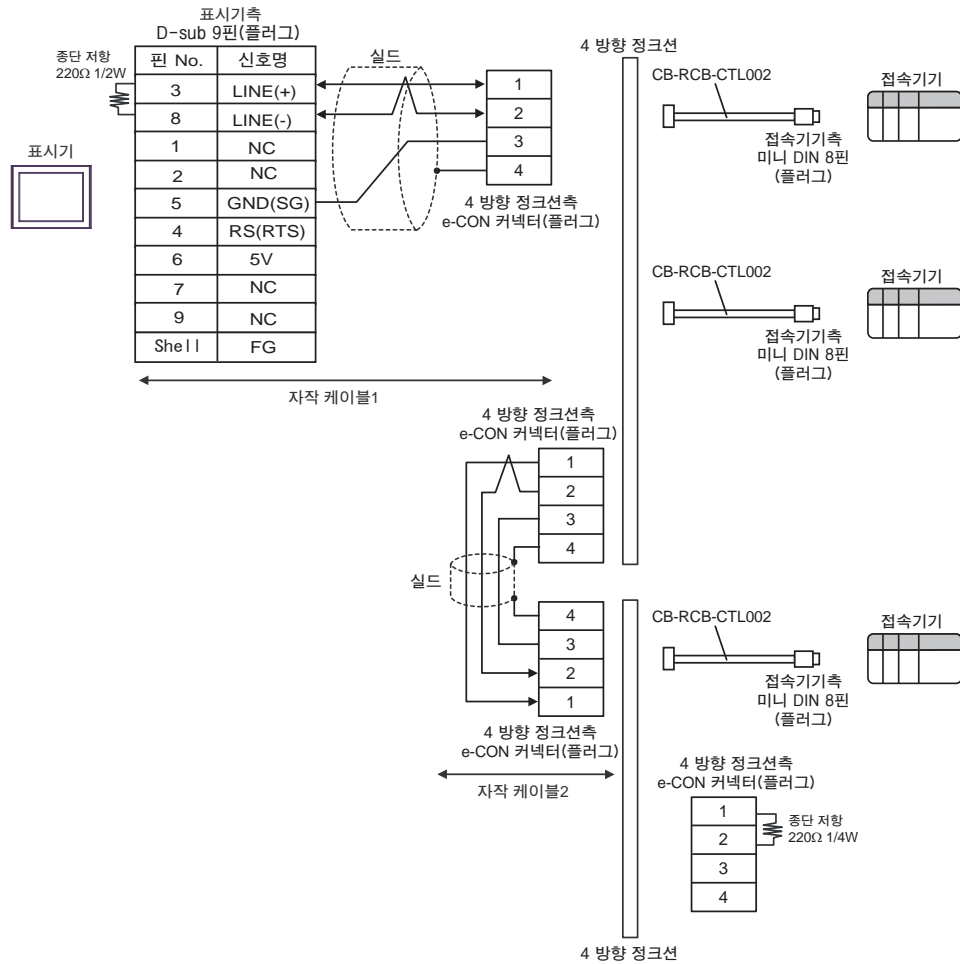 표시기측
D-sub 9핀(플러그)
종단 저항
220Ω 1/2W
핀 No. 신호명
3 LINE(+)
8 LINE(-)
1 NC
2 NC
5 GND(SG)
4 RS(RTS)
6 5V
7 NC
9 NC
Shell FG
표시기
실드
1
2
3
4
4 방향 정크션측
e-CON 커넥터(플러그)
자작 케이블1
4 방향 정크션
CB-RCB-CTL002
접속기기측
미니 DIN 8핀
(플러그)
접속기기
CB-RCB-CTL002
접속기기측
미니 DIN 8핀
(플러그)
접속기기
4 방향 정크션측
e-CON 커넥터(플러그)
1
2
3
4
실드
4
3
2
1
4 방향 정크션측
e-CON 커넥터(플러그)
자작 케이블2
CB-RCB-CTL002
접속기기측
미니 DIN 8핀
(플러그)
접속기기
4 방향 정크션측
e-CON 커넥터(플러그)
1
2
3
4
종단 저항
220Ω 1/4W
4 방향 정크션